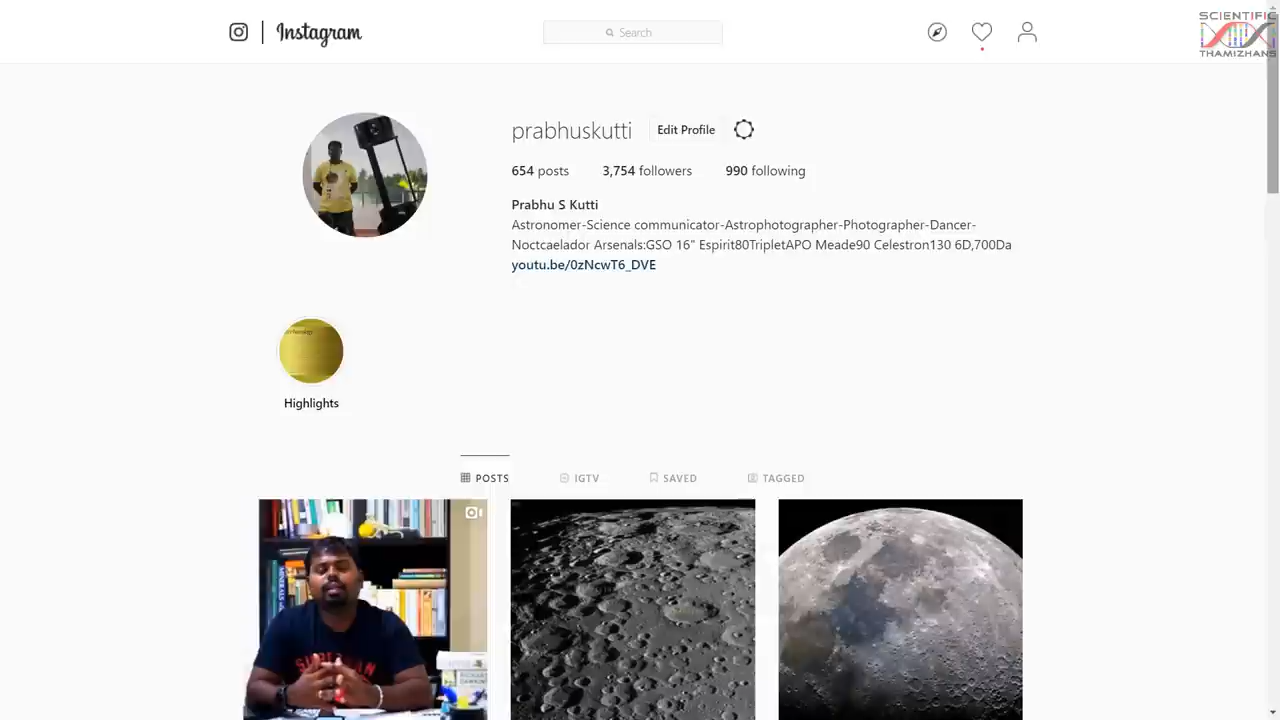 Instagram
Search
SCIENTIFIC
THAMIZHANS
prabhuskutti
Edit Profile
654 posts
3,754 followers
990 following
Prabhu S Kutti
Astronomer-Science communicator-Astrophotographer-Photographer-Dancer-
Noctcaelador Arsenals:GSO 16" Espirit80TripletAPO Meade90 Celestron130 6D,700Da
youtu.be/0zNcwT6_DVE
Highlights
POSTS
IGTV
SAVED
TAGGED
MINERALS